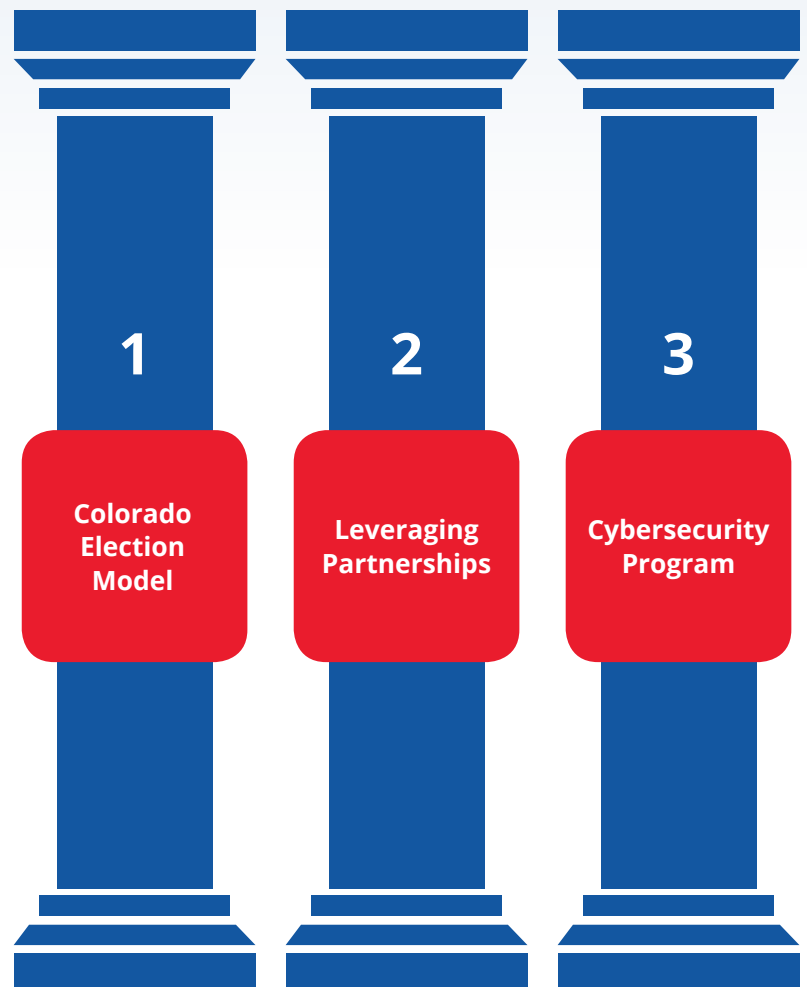 1
Colorado
Election
Model
2
Leveraging
Partnerships
3
Cybersecurity
Program